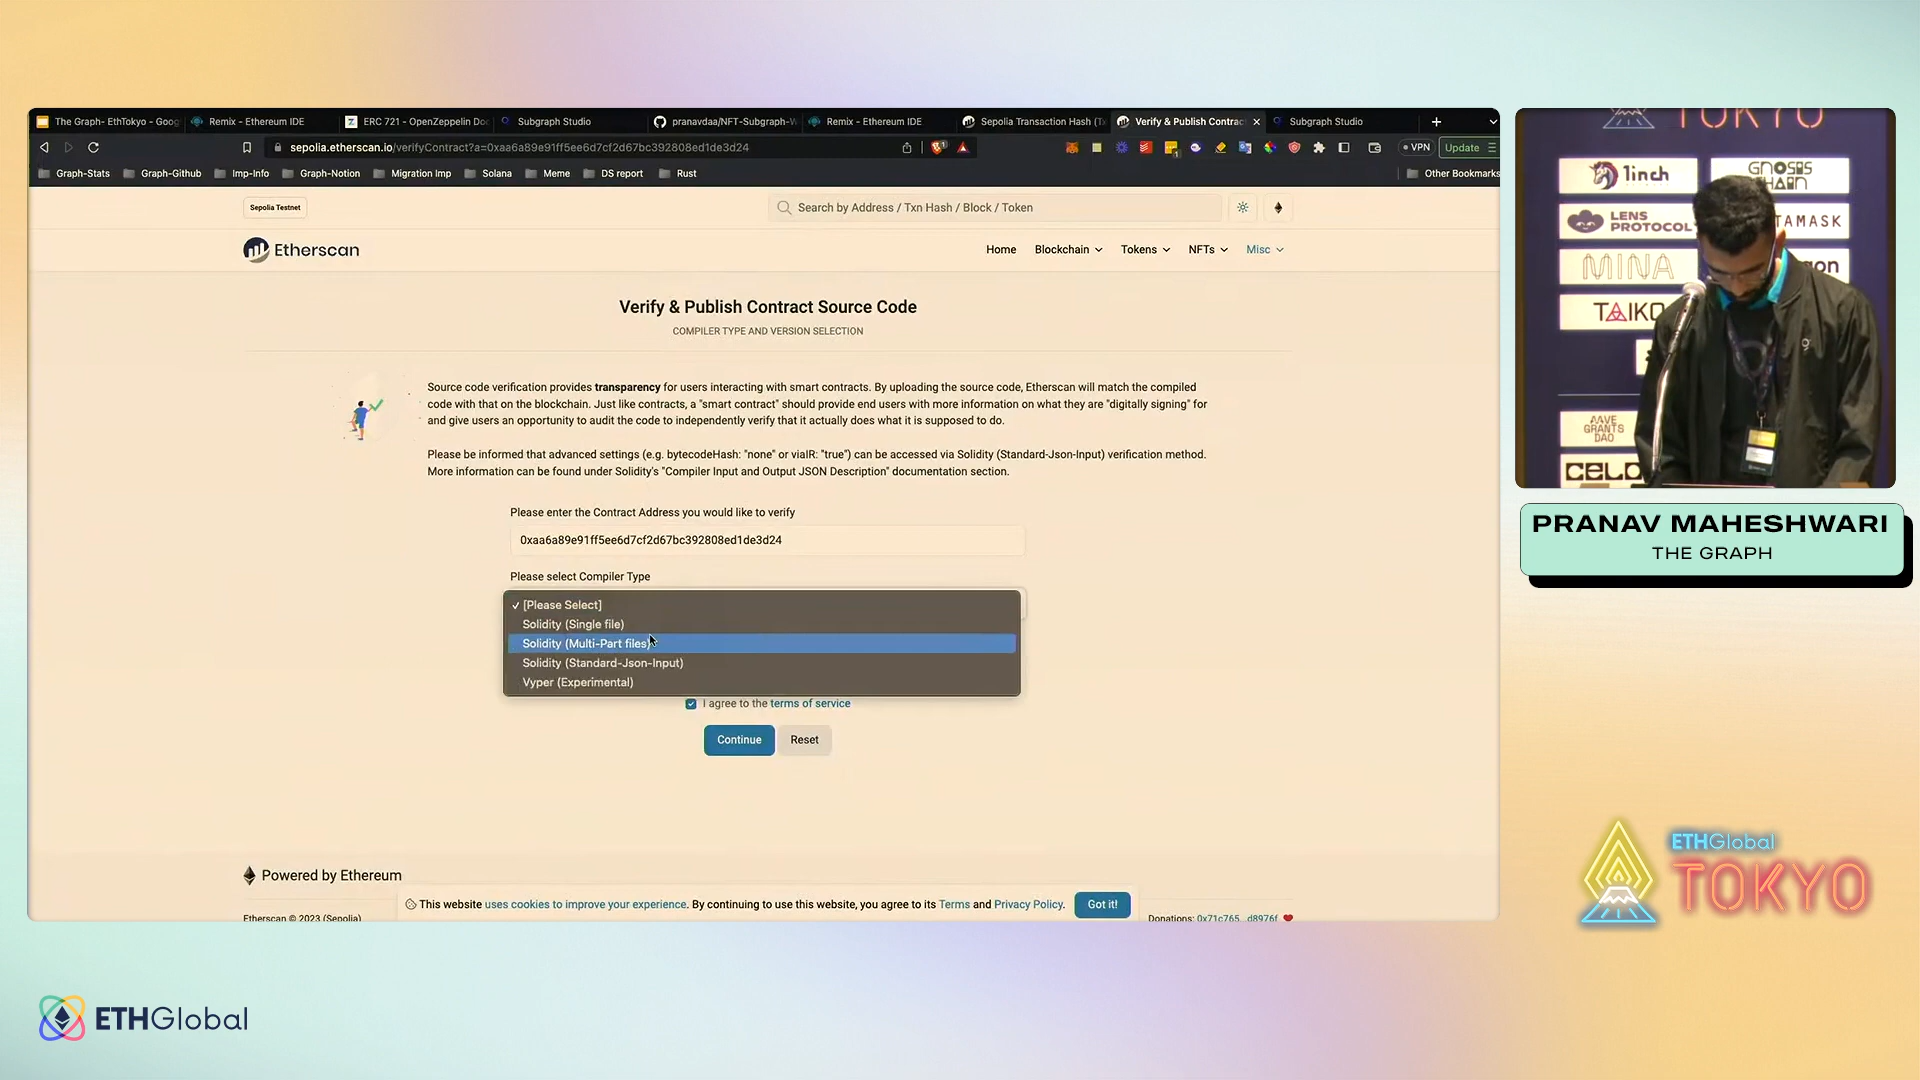 The Graph- EthTokyo - Goog
Remix - Ethereum IDE
ERC 721 - OpenZeppelin Doc
Subgraph Studio
pranavdaa/NFT-Subgraph-W
Remix - Ethereum IDE
Sepolia Transaction Hash (T
Verify & Publish Contrac
Subgraph Studio
sepolia.etherscan.io/verifyContract?a=0xaa6a89e91ff5ee6d7cf2d67bc392808ed1de3d24
VPN
Update
Graph-Stats
Graph-Github
Imp-Info
Graph-Notion
Migration Imp
Solana
Meme
DS report
Rust
Other Bookmarks
Sepolia Testnet
Search by Address / Txn Hash / Block / Token
Etherscan
Home
Blockchain
Tokens
NFTs
Misc
Verify & Publish Contract Source Code
COMPILER TYPE AND VERSION SELECTION
Source code verification provides transparency for users interacting with smart contracts. By uploading the source code, Etherscan will match the compiled
code with that on the blockchain. Just like contracts, a "smart contract" should provide end users with more information on what they are "digitally signing" for
and give users an opportunity to audit the code to independently verify that it actually does what it is supposed to do.
Please be informed that advanced settings (e.g. bytecodeHash: "none" or viaIR: "true") can be accessed via Solidity (Standard-Json-Input) verification method.
More information can be found under Solidity's "Compiler Input and Output JSON Description" documentation section.
Please enter the Contract Address you would like to verify
0xaa6a89e91ff5ee6d7cf2d67bc392808ed1de3d24
Please select Compiler Type
✓ [Please Select]
Solidity (Single file)
Solidity (Multi-Part files)
Solidity (Standard-Json-Input)
Vyper (Experimental)
I agree to the terms of service
Continue
Reset
Powered by Ethereum
This website uses cookies to improve your experience. By continuing to use this website, you agree to its Terms and Privacy Policy.
Got it!
Etherscan © 2023 (Sepolia)
Donations: 0x71c765...d8976f
TOKYO
1inch
GNOSIS
CHAIN
LENS
PROTOCOL
TAMASK
MINA
gon
TAIKO
AAVE
GRANTS
DAO
CELO
PRANAV MAHESHWARI
THE GRAPH
ETHGlobal
TOKYO
ETHGlobal